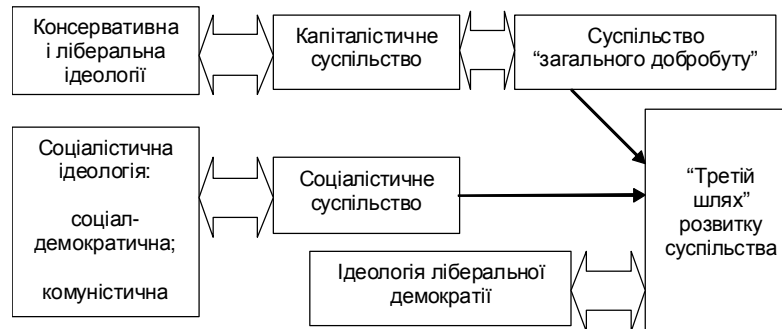 Консервативна
і ліберальна
ідеології
Капіталістичне
суспільство
Суспільство
“загального добробуту”
Соціалістична
ідеологія:
соціал-
демократична;
комуністична
Соціалістичне
суспільство
“Третій
шлях”
розвитку
суспільства
Ідеологія ліберальної
демократії